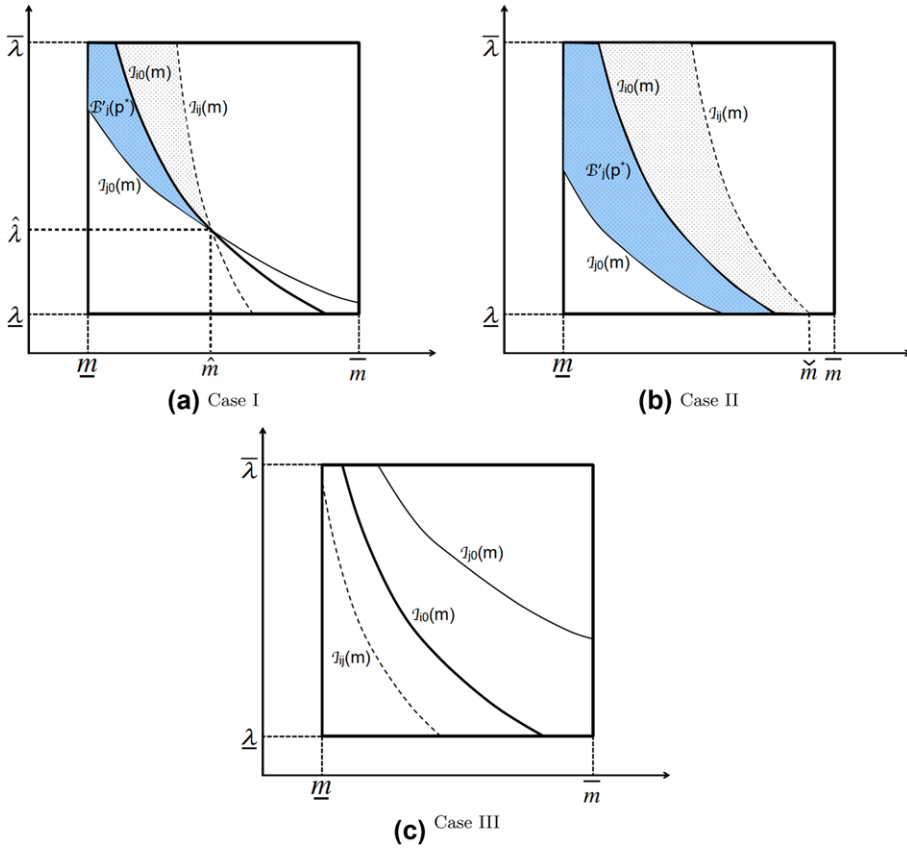 λ̅
ℐi0(m)
ℐij(m)
ℬ'j(p*)
ℐj0(m)
λ̂
λ̲
m̲
m̂
m̅
(a) Case I
λ̅
ℐi0(m)
ℐij(m)
ℬ'j(p*)
ℐj0(m)
λ̲
m̲
m̌
m̅
(b) Case II
λ̅
ℐj0(m)
ℐi0(m)
ℐij(m)
λ̲
m̲
m̅
(c) Case III